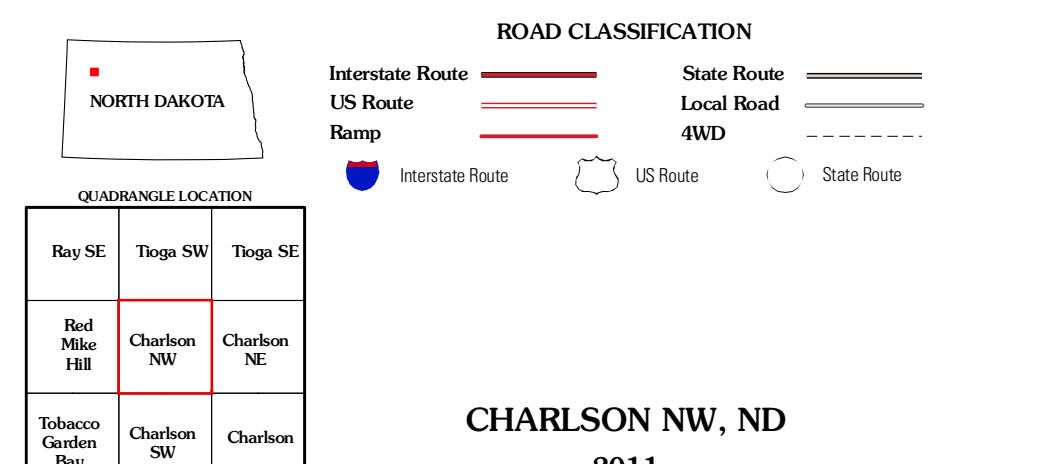 ROAD CLASSIFICATION
Interstate Route
State Route
US Route
Local Road
Ramp
4WD
Interstate Route
US Route
State Route
NORTH DAKOTA
QUADRANGLE LOCATION
Ray SE
Tioga SW
Tioga SE
Red
Mike
Hill
Charlson
NW
Charlson
NE
Tobacco
Garden
Bay
Charlson
SW
Charlson
CHARLSON NW, ND
2011